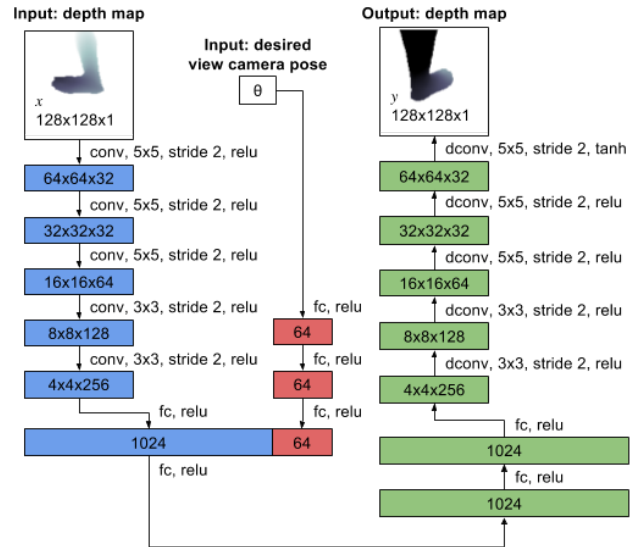 Input: depth map
x
128x128x1
conv, 5x5, stride 2, relu
64x64x32
conv, 5x5, stride 2, relu
32x32x32
conv, 5x5, stride 2, relu
16x16x64
conv, 3x3, stride 2, relu
8x8x128
conv, 3x3, stride 2, relu
4x4x256
fc, relu
1024
fc, relu
Input: desired
view camera pose
θ
fc, relu
64
fc, relu
64
fc, relu
64
Output: depth map
y
128x128x1
dconv, 5x5, stride 2, tanh
64x64x32
dconv, 5x5, stride 2, relu
32x32x32
dconv, 5x5, stride 2, relu
16x16x64
dconv, 3x3, stride 2, relu
8x8x128
dconv, 3x3, stride 2, relu
4x4x256
fc, relu
1024
fc, relu
1024